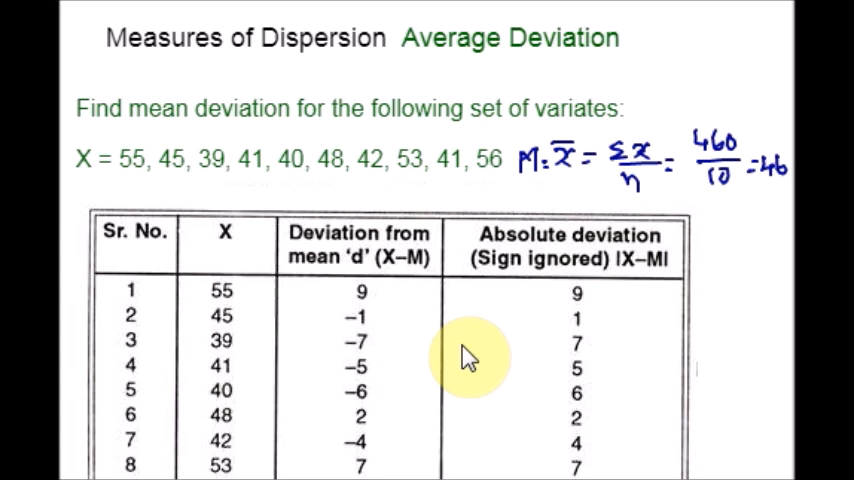 Measures of Dispersion Average Deviation
Find mean deviation for the following set of variates:
X = 55, 45, 39, 41, 40, 48, 42, 53, 41, 56 M = x̅ = Σx/n = 460/10 = 46
Sr. No. X Deviation from mean 'd' (X–M) Absolute deviation (Sign ignored) |X–M|
1 55 9 9
2 45 –1 1
3 39 –7 7
4 41 –5 5
5 40 –6 6
6 48 2 2
7 42 –4 4
8 53 7 7